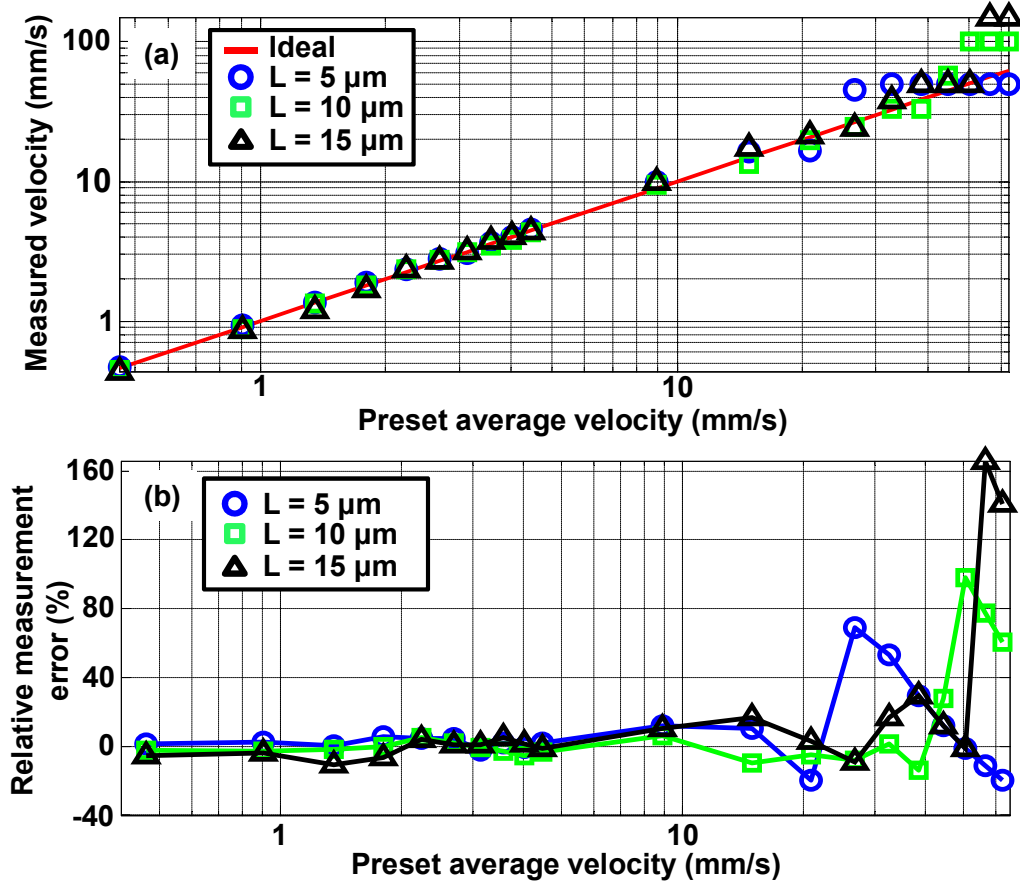 (a)
Ideal
L = 5 µm
L = 10 µm
L = 15 µm
Measured velocity (mm/s)
100
10
1
1
10
Preset average velocity (mm/s)
(b)
L = 5 µm
L = 10 µm
L = 15 µm
Relative measurement
error (%)
160
120
80
40
0
-40
1
10
Preset average velocity (mm/s)